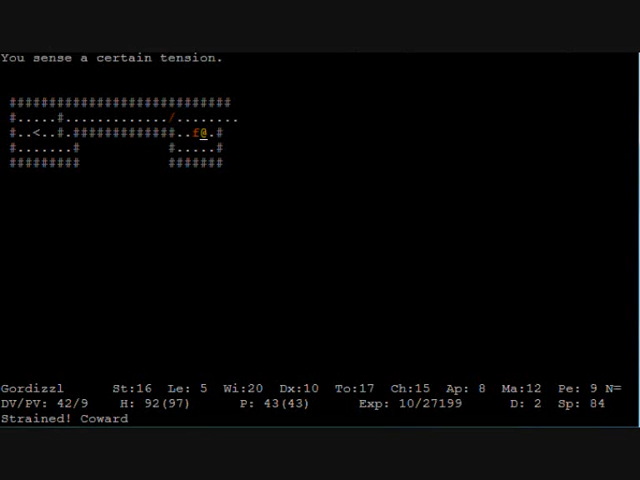 You sense a certain tension.
############################
#.....#............./........
#..<..#.#############..f@.#
#.......#           #.....#
#########           #######
Gordizzl St:16 Le: 5 Wi:20 Dx:10 To:17 Ch:15 Ap: 8 Ma:12 Pe: 9 N=
DV/PV: 42/9 H: 92(97) P: 43(43) Exp: 10/27199 D: 2 Sp: 84
Strained! Coward